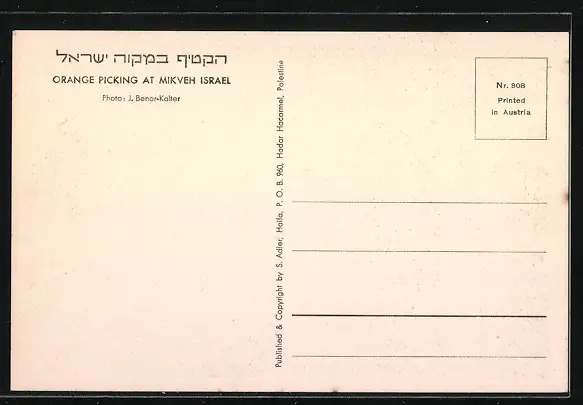 הקטיף במקוה ישראל
ORANGE PICKING AT MIKVEH ISRAEL
Photo: J. Benor-Kalter
Published & Copyright by S. Adler, Haifa, P. O. B. 960, Hadar Hacarmel, Palestine
Nr. 808
Printed
in Austria